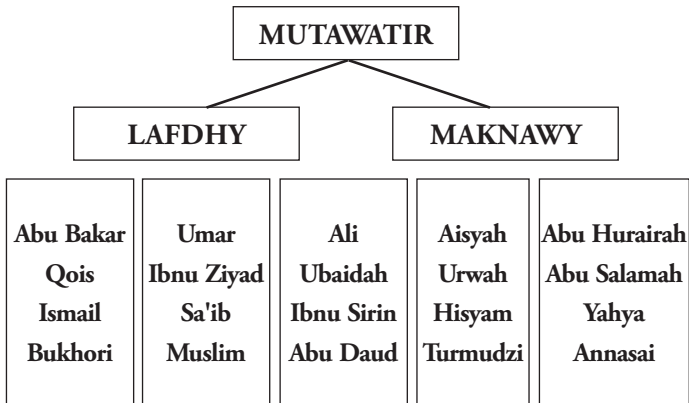 MUTAWATIR
LAFDHY
MAKNAWY
Abu Bakar
Qois
Ismail
Bukhori
Umar
Ibnu Ziyad
Sa'ib
Muslim
Ali
Ubaidah
Ibnu Sirin
Abu Daud
Aisyah
Urwah
Hisyam
Turmudzi
Abu Hurairah
Abu Salamah
Yahya
Annasai